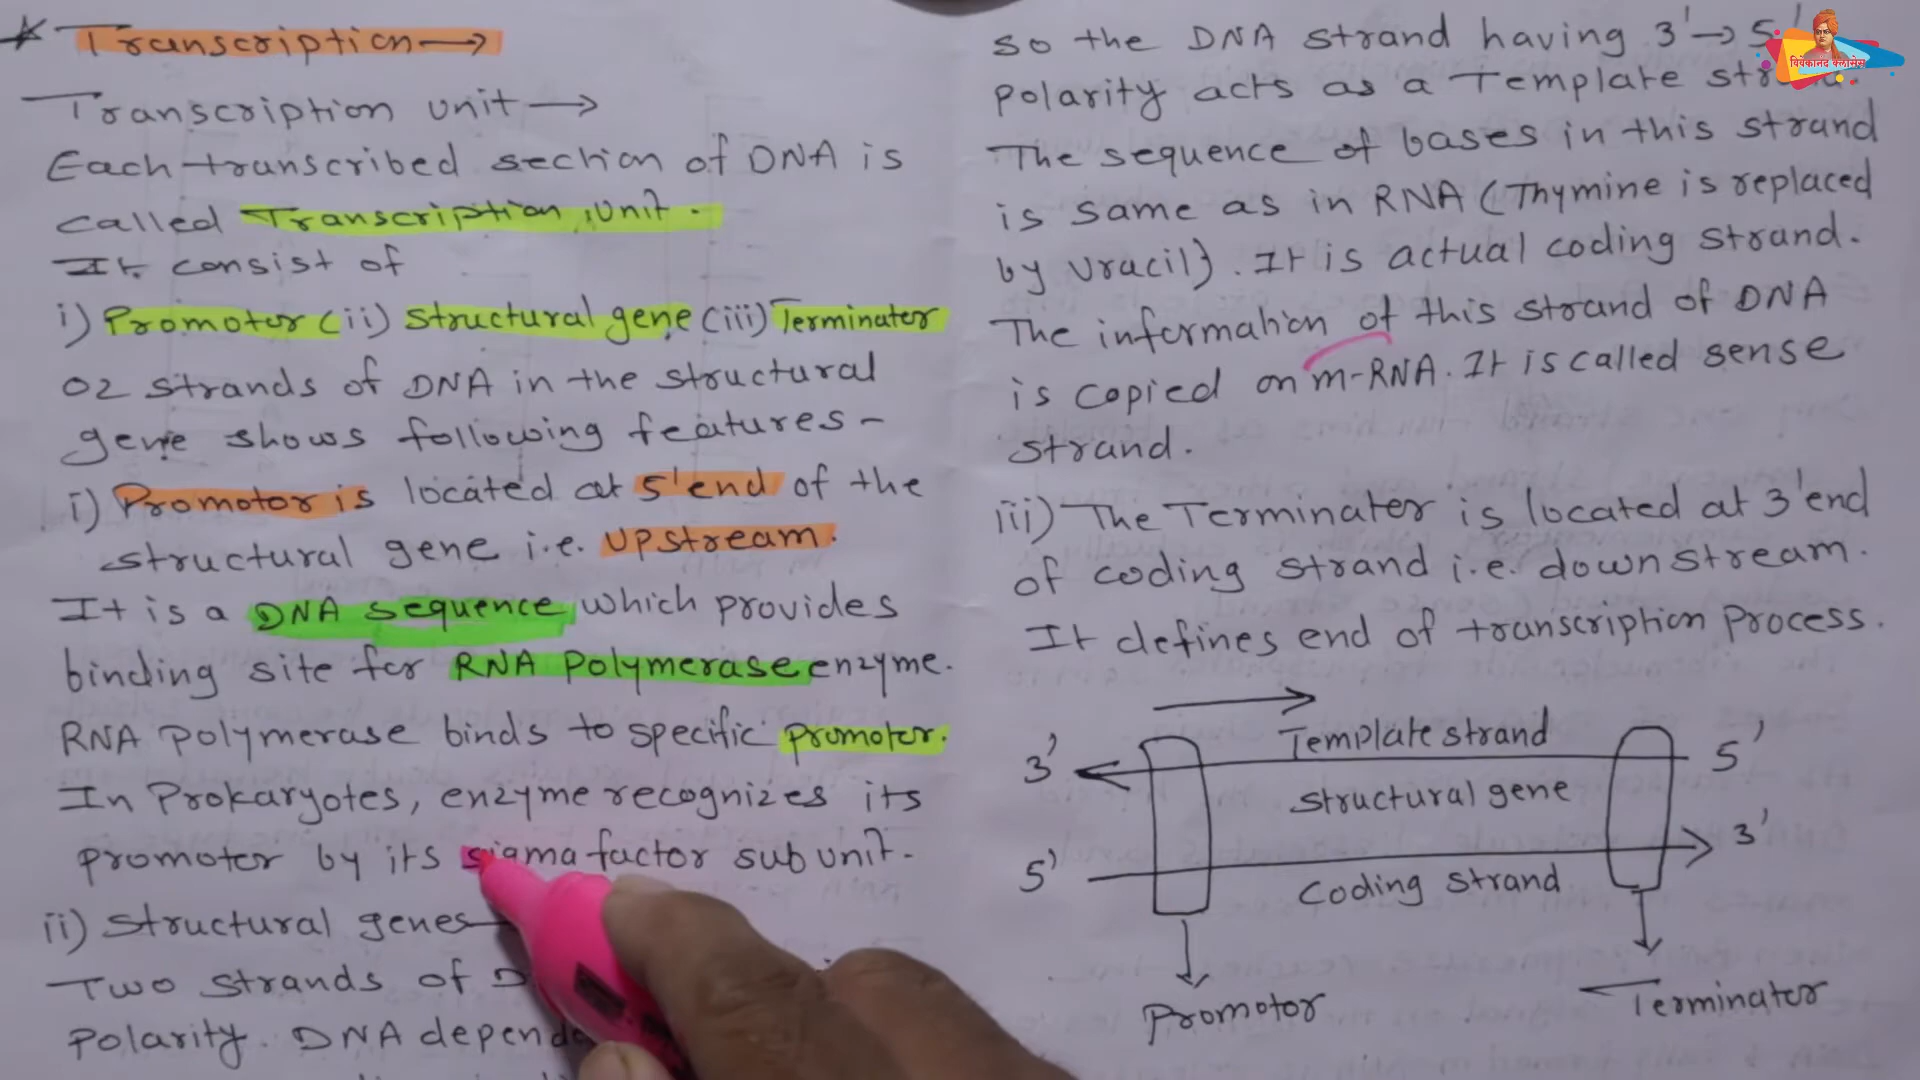 Transcription →
Transcription unit →
Each transcribed section of DNA is
called Transcription unit.
It consist of
i) Promotor (ii) structural gene (iii) Terminator
02 strands of DNA in the structural
gene shows following features -
i) Promotor is located at 5' end of the
structural gene i.e. upstream.
It is a DNA sequence which provides
binding site for RNA polymerase enzyme.
RNA polymerase binds to specific promoter.
In Prokaryotes, enzyme recognizes its
promoter by its sigma factor sub unit.
ii) Structural genes
Two strands of
polarity. DNA depend
so the DNA strand having 3' → 5'
polarity acts as a Template
The sequence of bases in this strand
is same as in RNA (Thymine is replaced
by Uracil). It is actual coding strand.
The information of this strand of DNA
is copied on m-RNA. It is called sense
strand.
iii) The Terminator is located at 3' end
of coding strand i.e. downstream.
It defines end of transcription process.
Template strand
3' 5'
structural gene
3'
5'
Coding strand
Promotor
Terminator
विवेकानंद क्लासेस